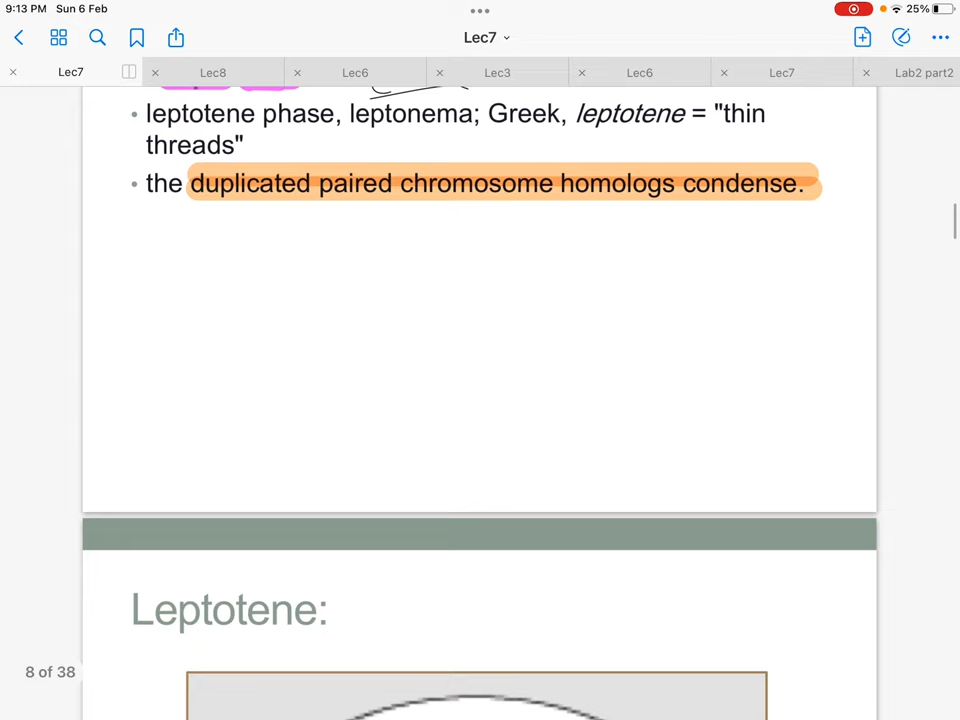 9:13 PM Sun 6 Feb
25%
Lec7
Lec7
Lec8
Lec6
Lec3
Lec6
Lec7
Lab2 part2
• leptotene phase, leptonema; Greek, leptotene = "thin
threads"
• the duplicated paired chromosome homologs condense.
Leptotene:
8 of 38